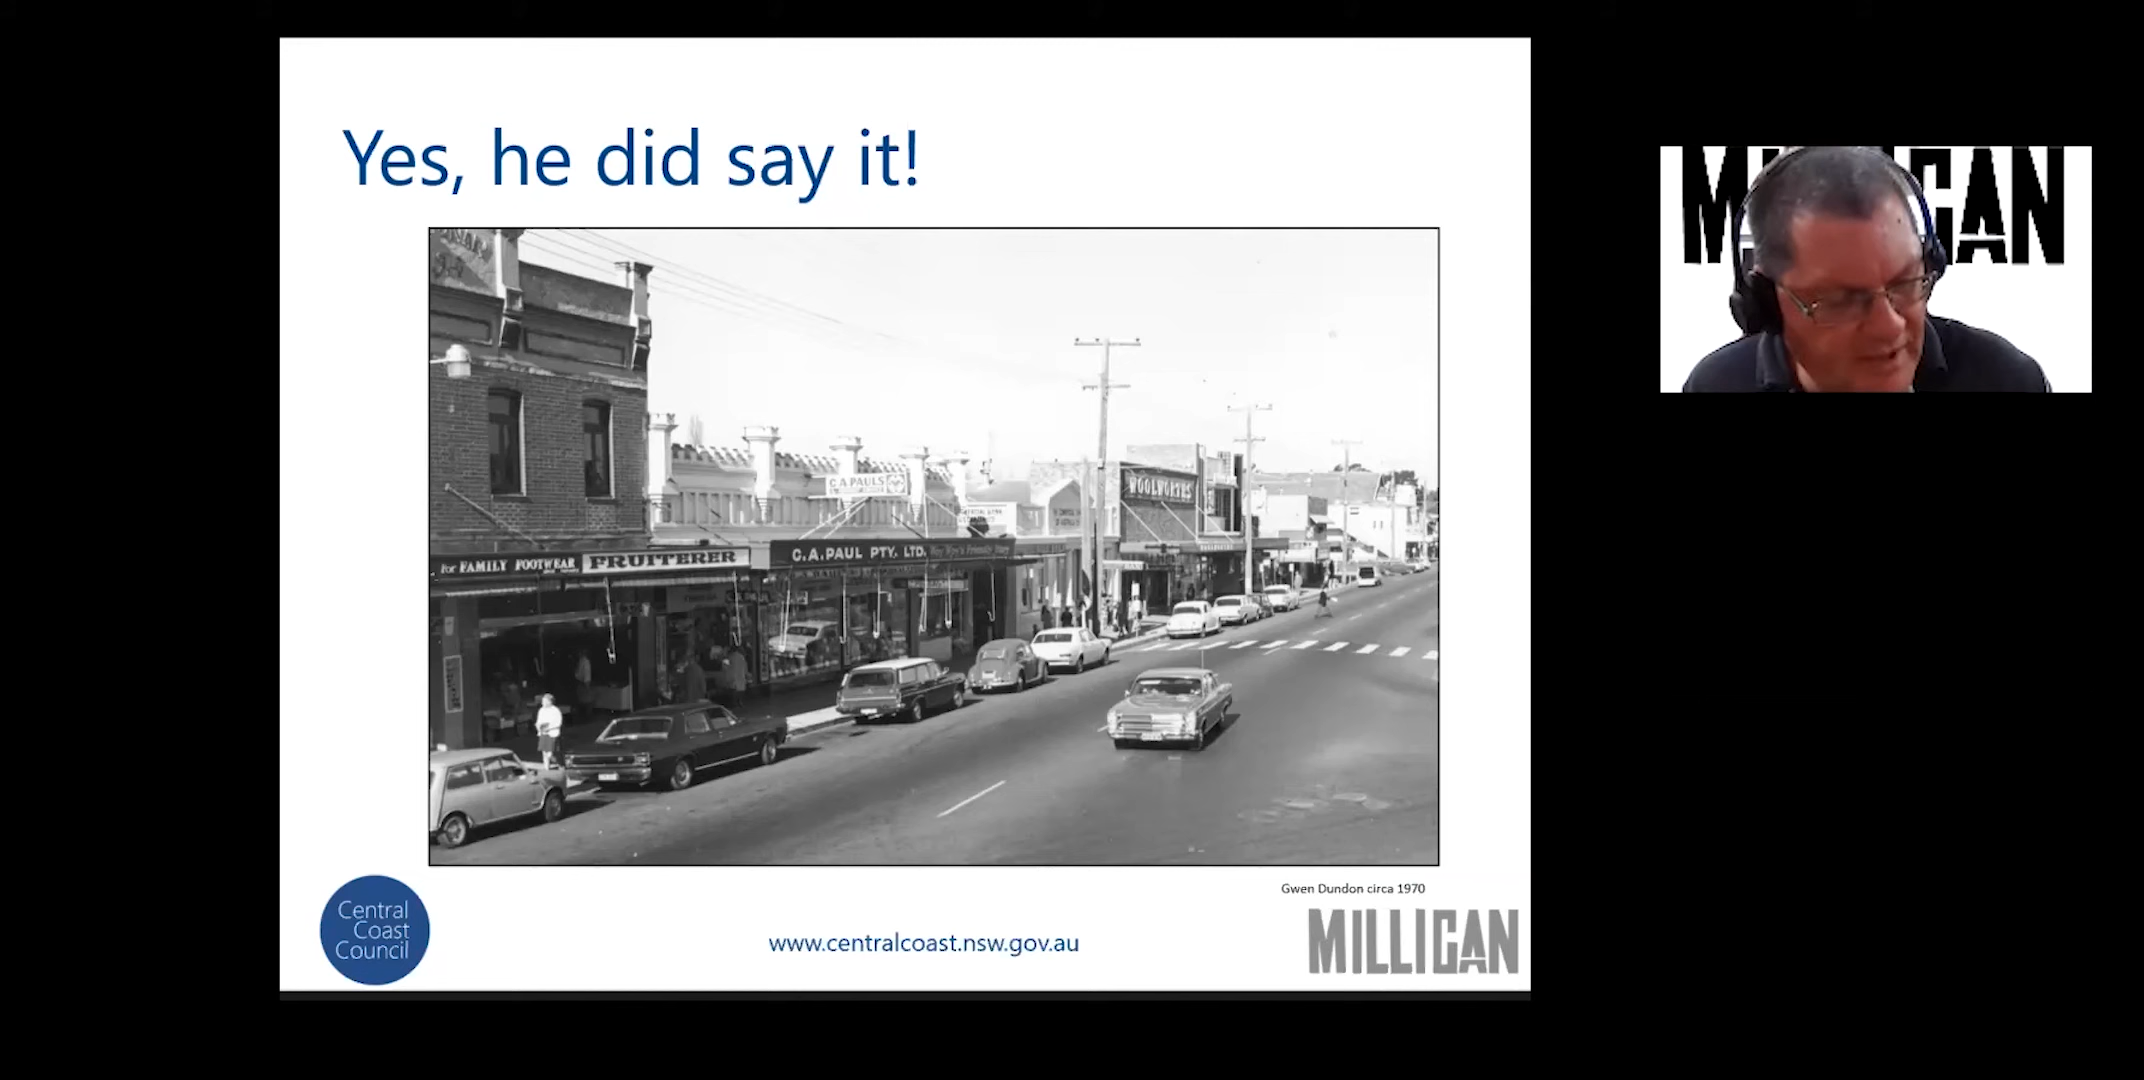 Yes, he did say it!
C A PAULS
WOOLWORTHS
for FAMILY FOOTWEAR
FRUITERER
C.A.PAUL PTY. LTD.
Gwen Dundon circa 1970
Central
Coast
Council
www.centralcoast.nsw.gov.au
MILLIGAN